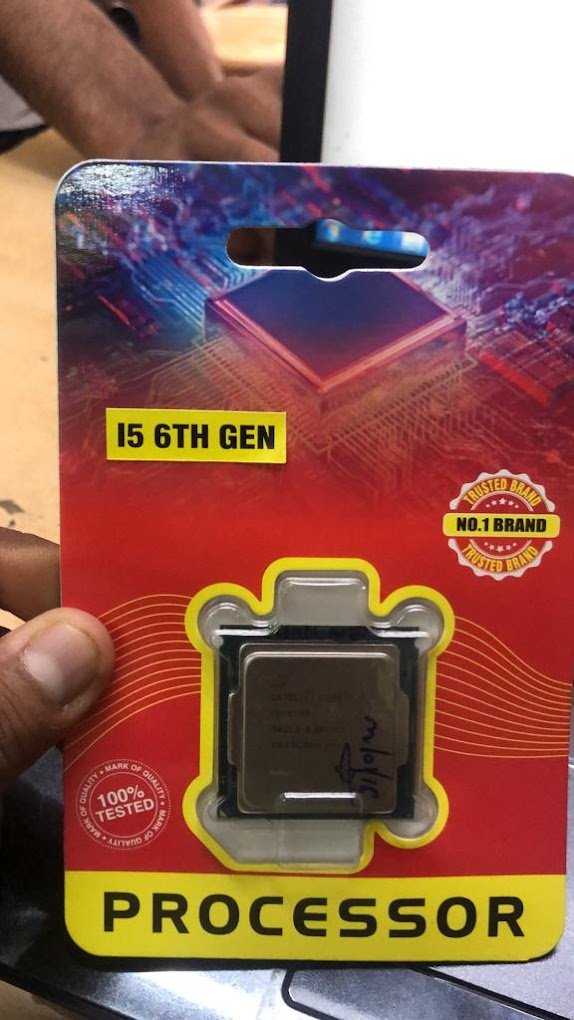 I5 6TH GEN
TRUSTED BRAND
NO.1 BRAND
TRUSTED BRAND
MARK OF QUALITY • MARK OF QUALITY •
100%
TESTED
PROCESSOR